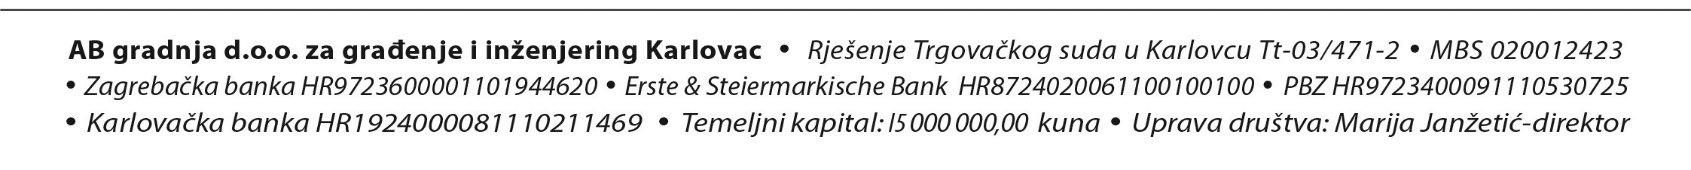 AB gradnja d.o.o. za građenje i inženjering Karlovac • Rješenje Trgovačkog suda u Karlovcu Tt-03/471-2 • MBS 020012423
• Zagrebačka banka HR9723600001101944620 • Erste & Steiermarkische Bank HR8724020061100100100 • PBZ HR9723400091110530725
• Karlovačka banka HR1924000081110211469 • Temeljni kapital: 15 000 000,00 kuna • Uprava društva: Marija Janžetić-direktor